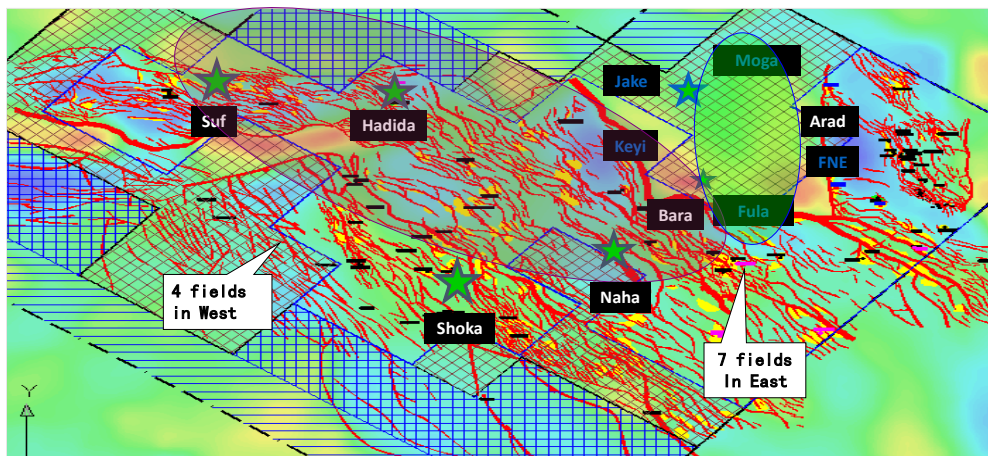 Moga
Jake
Suf
Hadida
Arad
Keyi
FNE
Bara
Fula
4 fields
in West
Naha
Shoka
7 fields
In East
Y